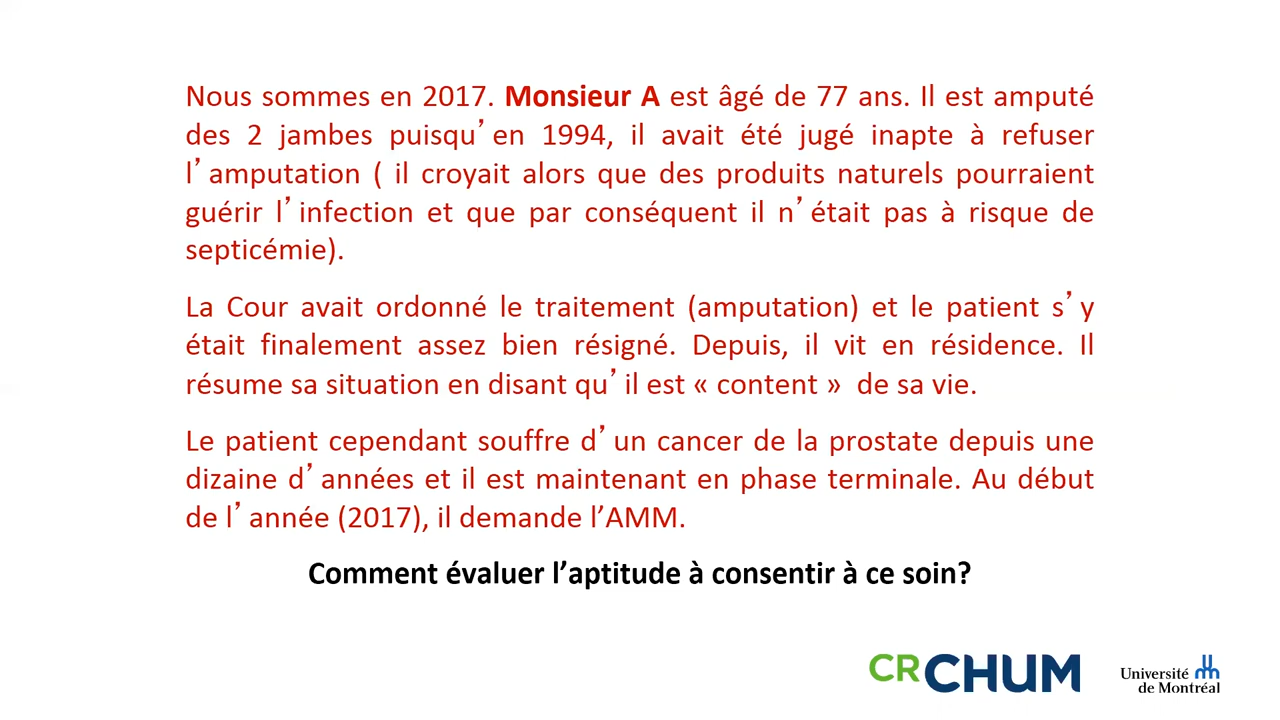 Nous sommes en 2017. Monsieur A est âgé de 77 ans. Il est amputé
des 2 jambes puisqu’en 1994, il avait été jugé inapte à refuser
l’amputation ( il croyait alors que des produits naturels pourraient
guérir l’infection et que par conséquent il n’était pas à risque de
septicémie).
La Cour avait ordonné le traitement (amputation) et le patient s’y
était finalement assez bien résigné. Depuis, il vit en résidence. Il
résume sa situation en disant qu’il est « content » de sa vie.
Le patient cependant souffre d’un cancer de la prostate depuis une
dizaine d’années et il est maintenant en phase terminale. Au début
de l’année (2017), il demande l’AMM.
Comment évaluer l’aptitude à consentir à ce soin?
CRCHUM
Université
de Montréal